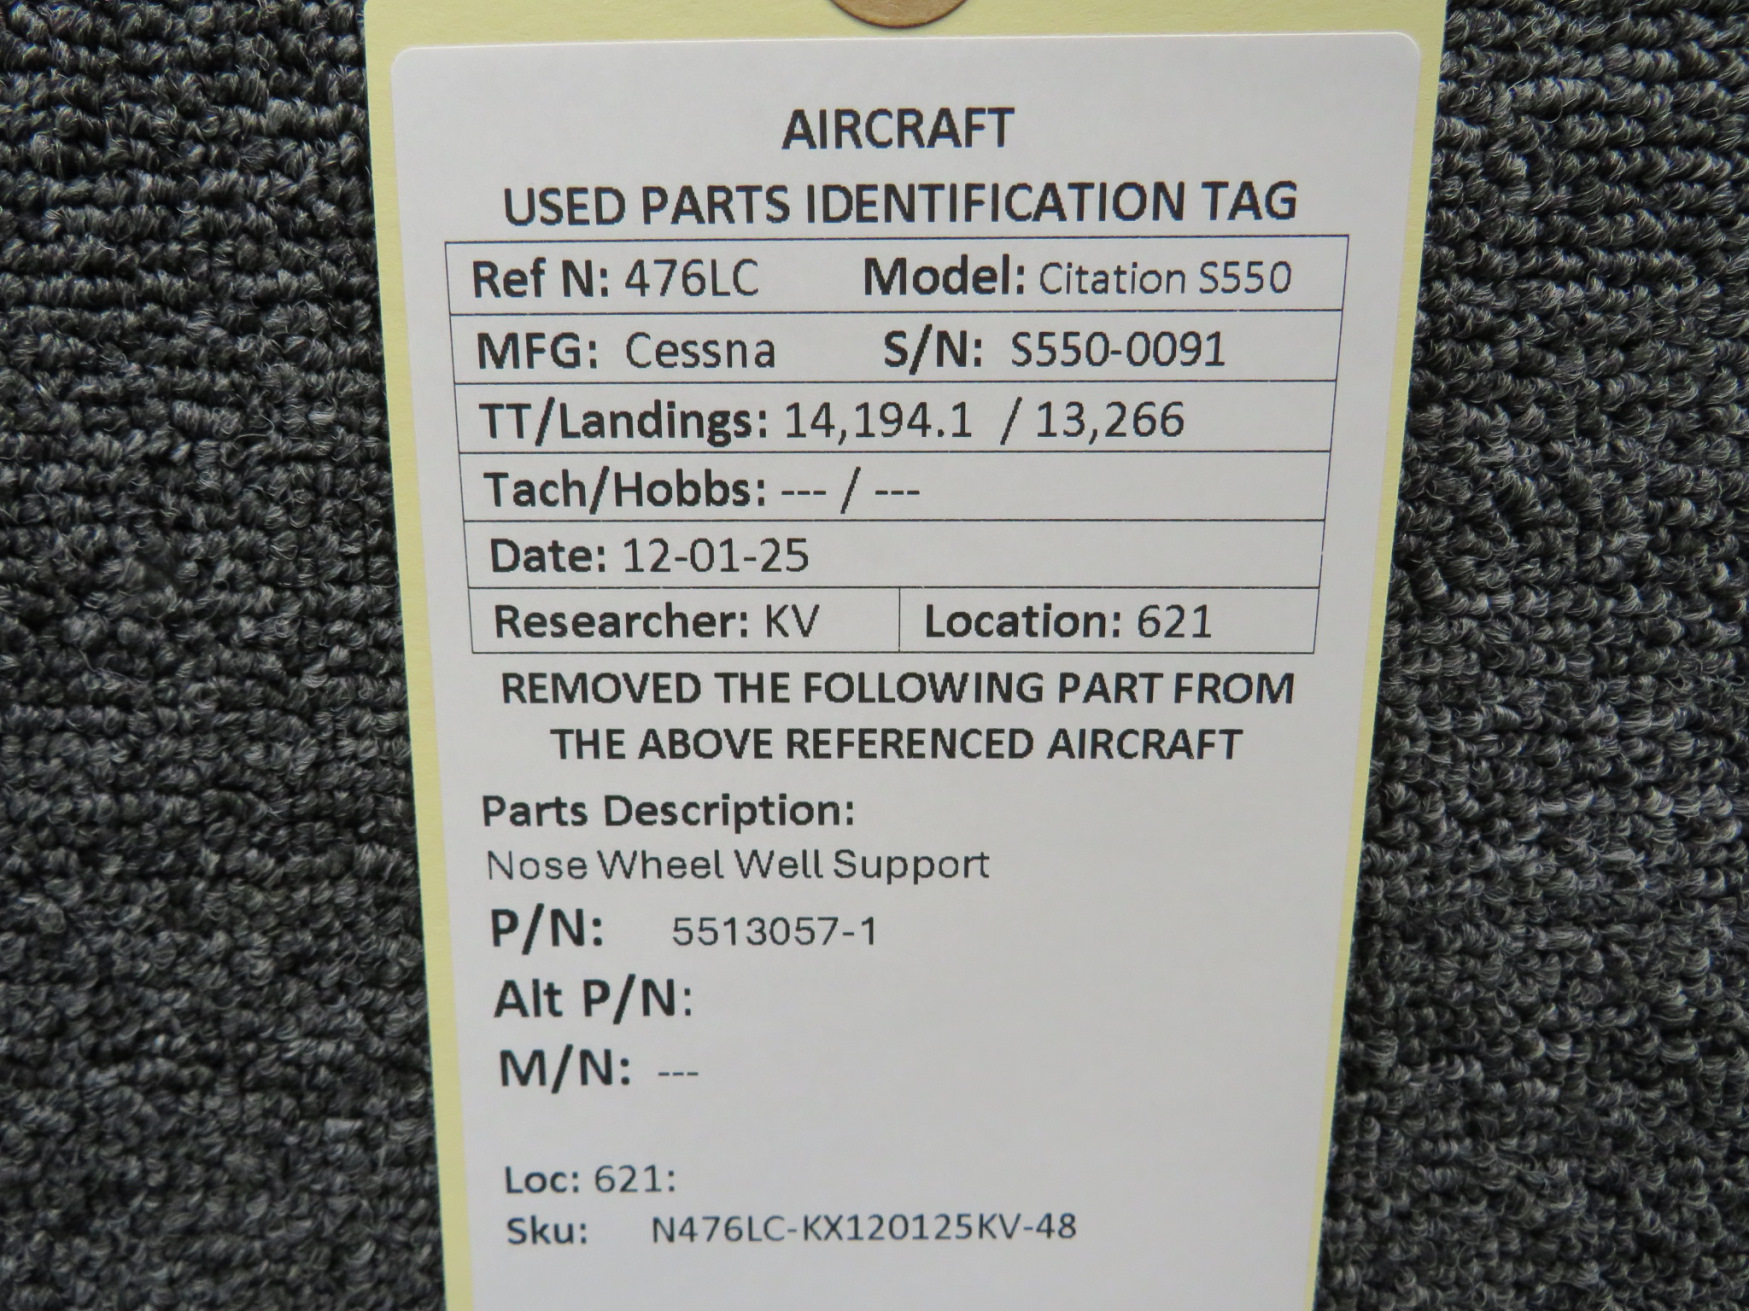 AIRCRAFT
USED PARTS IDENTIFICATION TAG
Ref N: 476LC Model: Citation S550
MFG: Cessna S/N: S550-0091
TT/Landings: 14,194.1 / 13,266
Tach/Hobbs: --- / ---
Date: 12-01-25
Researcher: KV Location: 621
REMOVED THE FOLLOWING PART FROM
THE ABOVE REFERENCED AIRCRAFT
Parts Description:
Nose Wheel Well Support
P/N: 5513057-1
Alt P/N:
M/N: ---
Loc: 621:
Sku: N476LC-KX120125KV-48